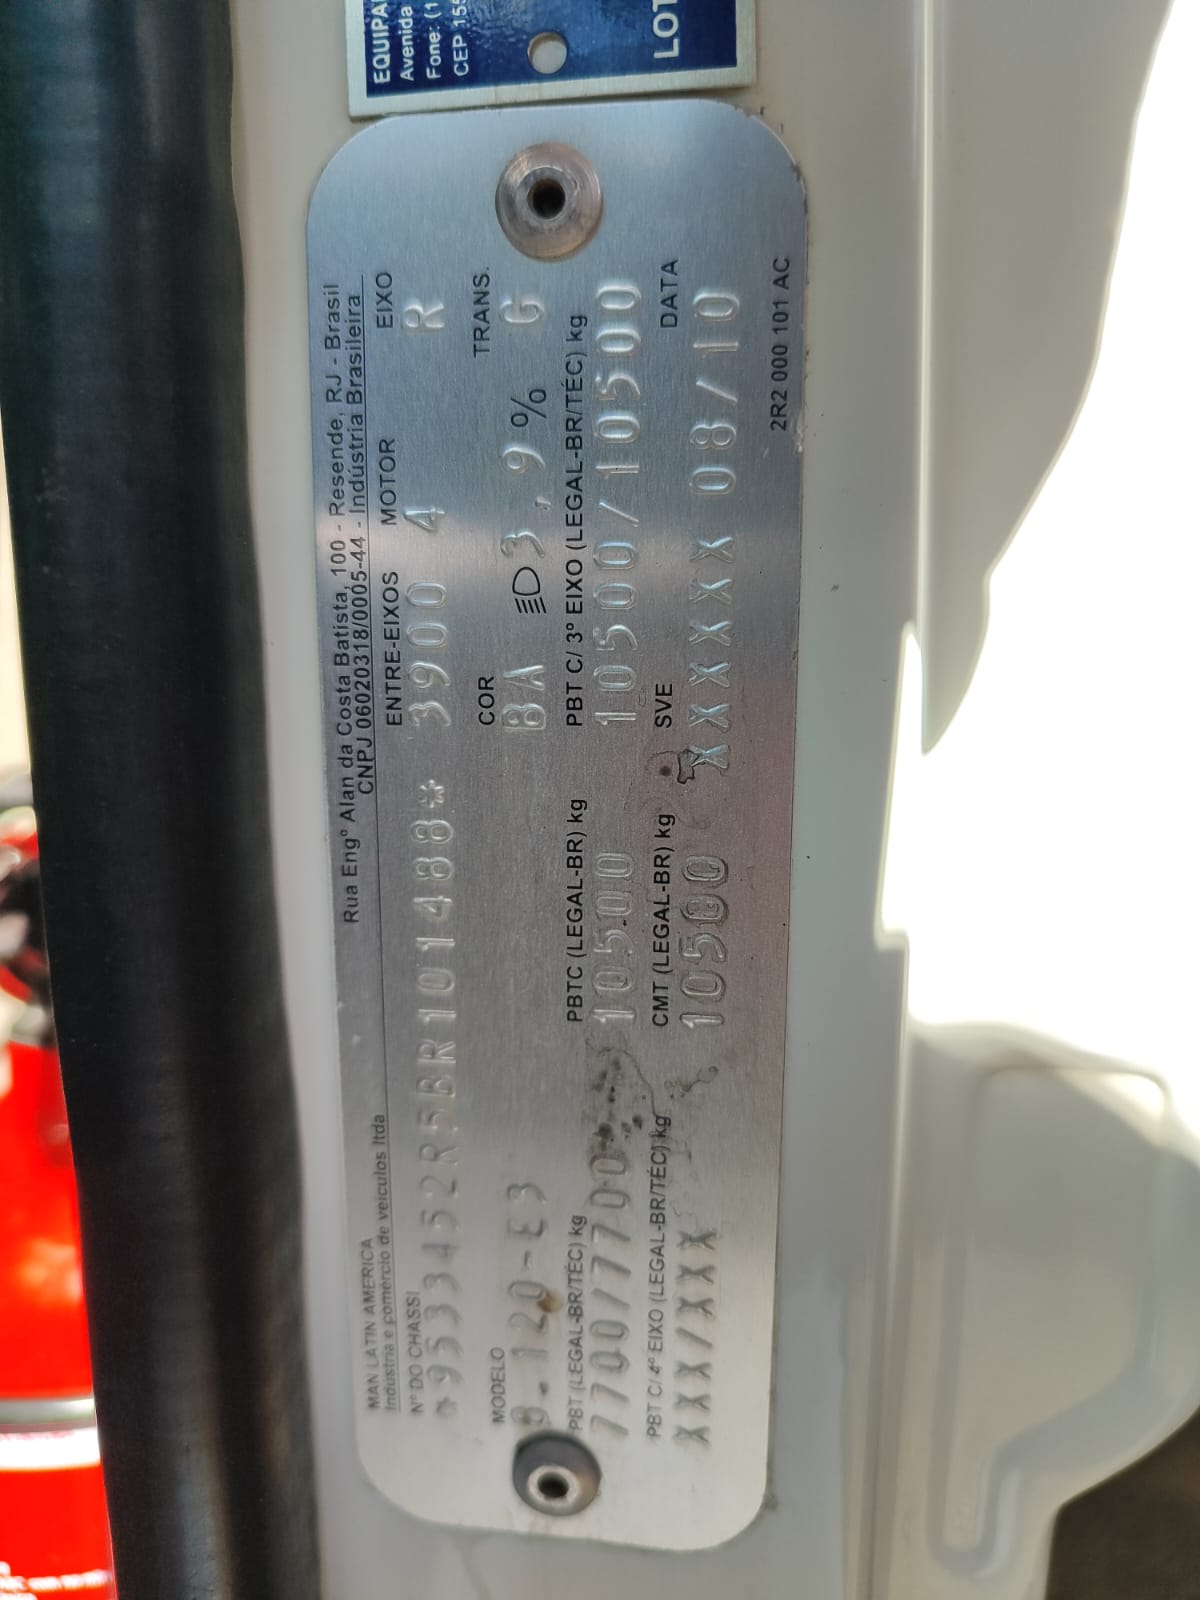 EQUIPA
Avenida
Fone: (1
CEP 155
LOT
MAN LATIN AMERICA
Indústria e comércio de veículos ltda
Rua Engº Alan da Costa Batista, 100 - Resende, RJ - Brasil
CNPJ 06020318/0005-44 - Indústria Brasileira
Nº DO CHASSI ENTRE-EIXOS MOTOR EIXO
*9533452R5BR101488* 3900 4 R
MODELO COR TRANS.
8.120-E3 BA 3,9% G
PBT (LEGAL-BR/TÉC) kg PBTC (LEGAL-BR) kg PBT C/ 3º EIXO (LEGAL-BR/TÉC) kg
7700/7700 10500 10500/10500
PBT C/ 4º EIXO (LEGAL-BR/TÉC) kg CMT (LEGAL-BR) kg SVE DATA
XXX/XXX 10500 XXXXXX 08/10
2R2 000 101 AC